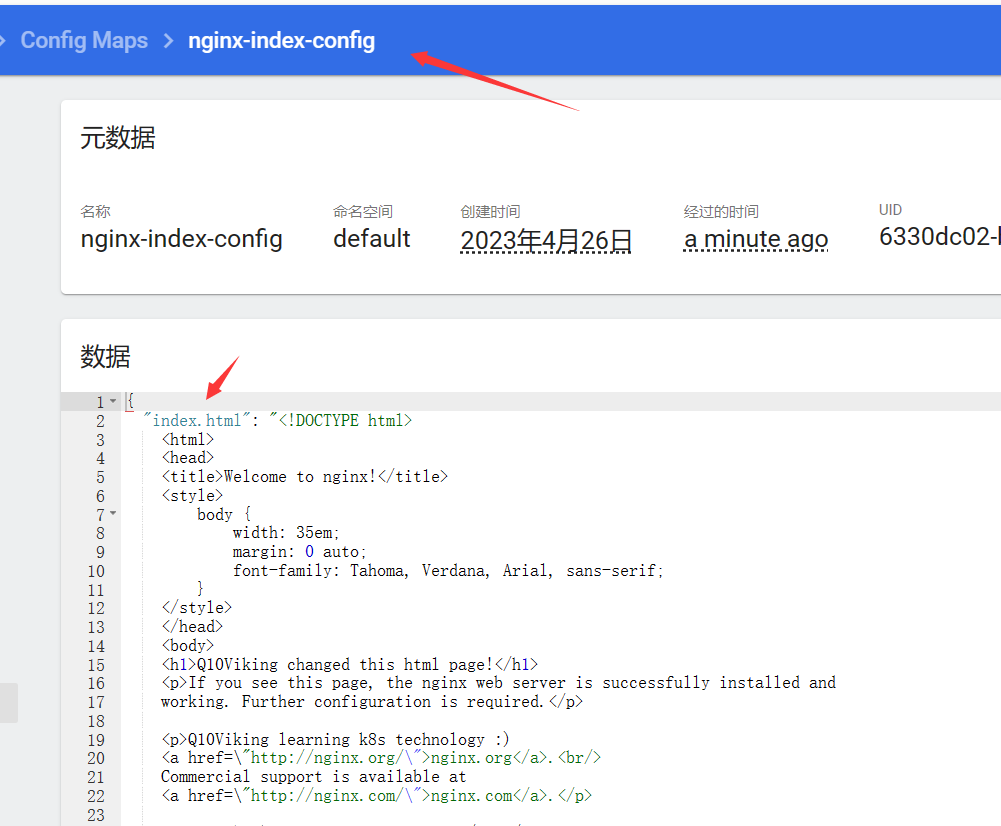 Config Maps > nginx-index-config
元数据
名称 命名空间 创建时间 经过的时间 UID
nginx-index-config default 2023年4月26日 a minute ago 6330dc02-
数据
1 {
2 "index.html": "<!DOCTYPE html>
3 <html>
4 <head>
5 <title>Welcome to nginx!</title>
6 <style>
7 body {
8 width: 35em;
9 margin: 0 auto;
10 font-family: Tahoma, Verdana, Arial, sans-serif;
11 }
12 </style>
13 </head>
14 <body>
15 <h1>Q10Viking changed this html page!</h1>
16 <p>If you see this page, the nginx web server is successfully installed and
17 working. Further configuration is required.</p>
18
19 <p>Q10Viking learning k8s technology :)
20 <a href=\"http://nginx.org/\">nginx.org</a>.<br/>
21 Commercial support is available at
22 <a href=\"http://nginx.com/\">nginx.com</a>.</p>
23